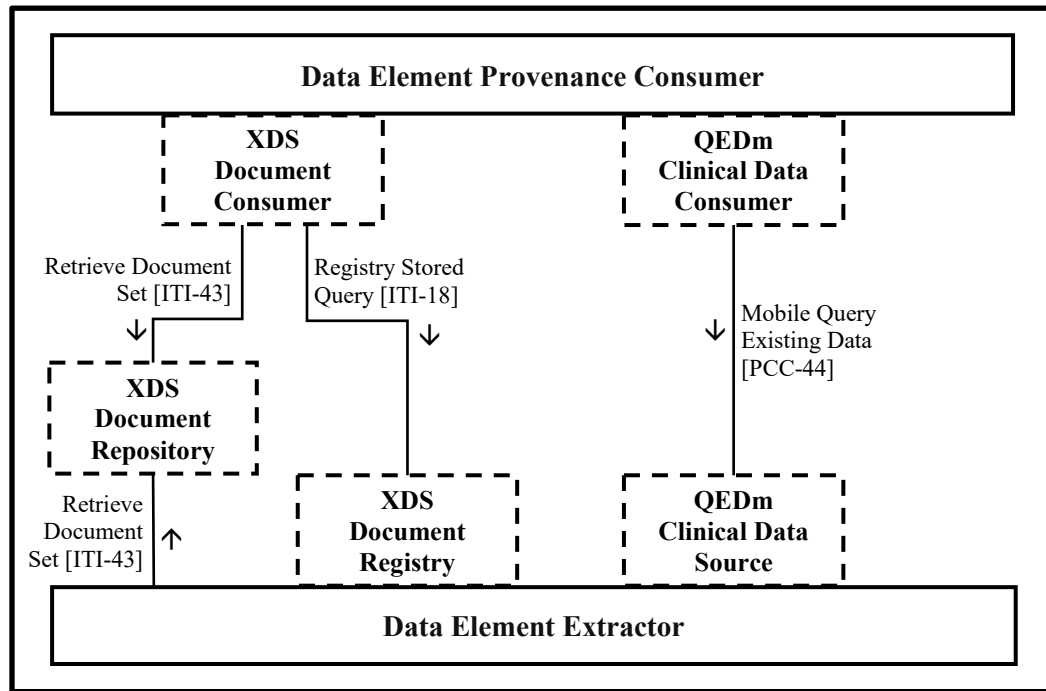 Data Element Provenance Consumer
XDS
Document
Consumer
QEDm
Clinical Data
Consumer
Retrieve Document
Set [ITI-43]
Registry Stored
Query [ITI-18]
Mobile Query
Existing Data
[PCC-44]
XDS
Document
Repository
Retrieve
Document
Set [ITI-43]
XDS
Document
Registry
QEDm
Clinical Data
Source
Data Element Extractor